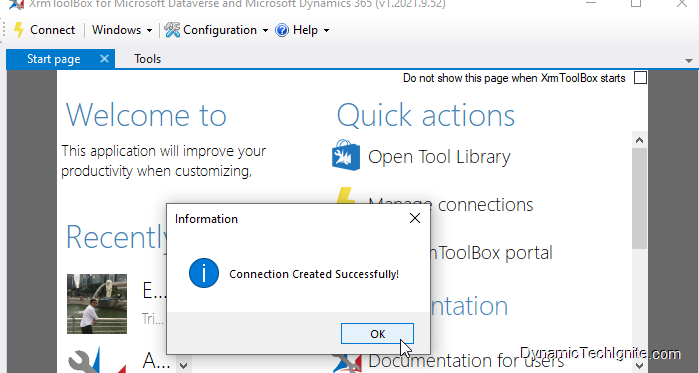 XrmToolBox for Microsoft Dataverse and Microsoft Dynamics 365 (v1.2021.9.52)
Connect Windows Configuration Help
Start page Tools
Do not show this page when XrmToolBox starts
Welcome to
This application will improve your
productivity when customizing,
Recently
E...
Tri...
A...
Quick actions
Open Tool Library
Manage connections
mToolBox portal
entation
Documentation for users
Information
Connection Created Successfully!
OK
DynamicTechIgnite.com